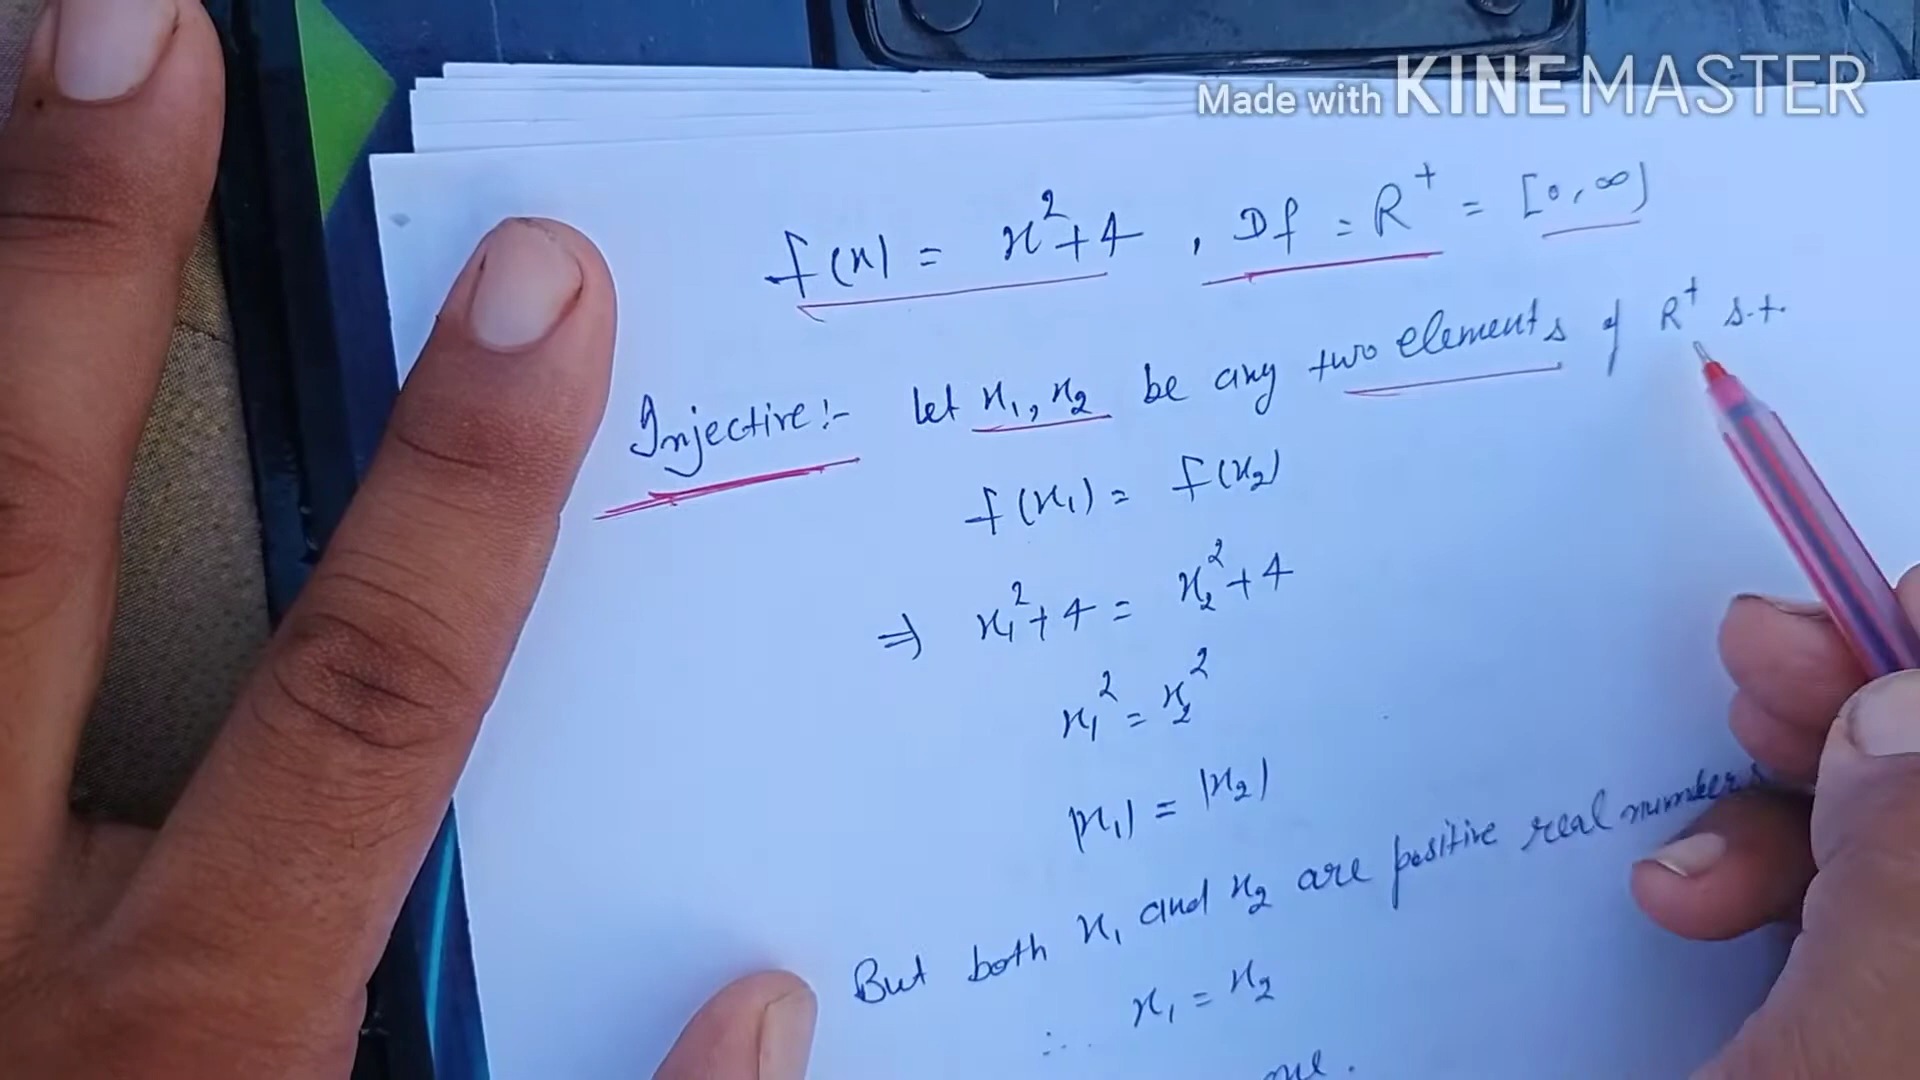 Made with KINEMASTER
f(x) = x²+4 , Df = R⁺ = [0,∞]
Injective:- let x₁, x₂ be any two elements of R⁺ s.t.
f(x₁) = f(x₂)
⇒ x₁²+4 = x₂²+4
x₁² = x₂²
|x₁| = |x₂|
But both x₁ and x₂ are positive real numbers
∴ x₁ = x₂